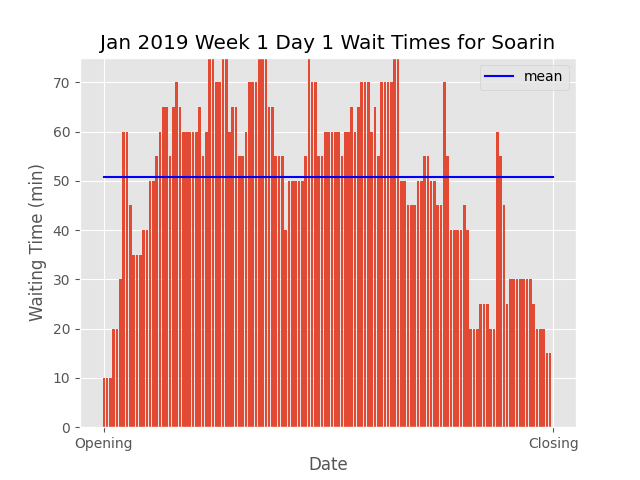 Jan 2019 Week 1 Day 1 Wait Times for Soarin
mean
70
60
50
40
30
20
10
0
Waiting Time (min)
Opening
Closing
Date